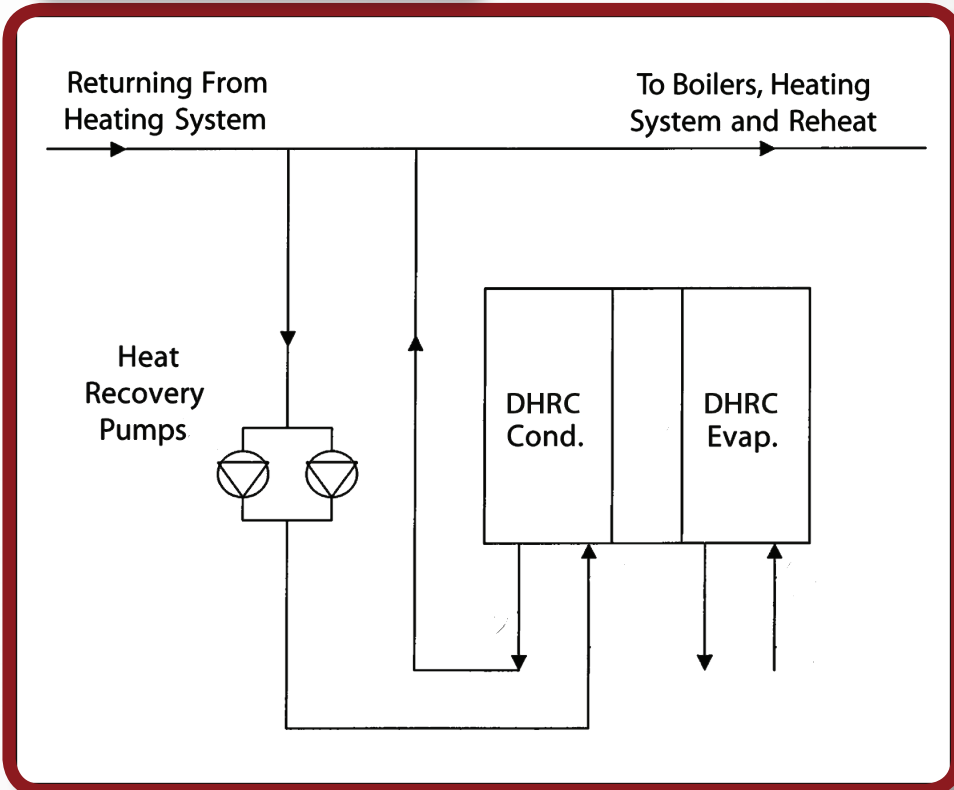 Returning From
Heating System
To Boilers, Heating
System and Reheat
Heat
Recovery
Pumps
DHRC
Cond.
DHRC
Evap.